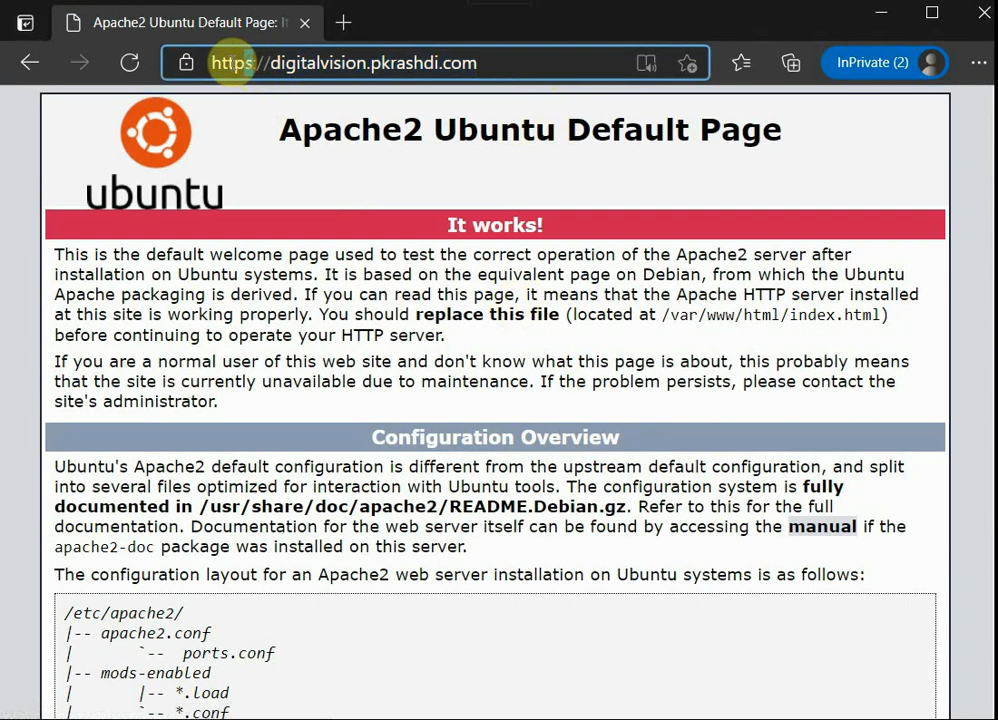 Apache2 Ubuntu Default Page: It
https://digitalvision.pkrashdi.com
InPrivate (2)
ubuntu
Apache2 Ubuntu Default Page
It works!
This is the default welcome page used to test the correct operation of the Apache2 server after
installation on Ubuntu systems. It is based on the equivalent page on Debian, from which the Ubuntu
Apache packaging is derived. If you can read this page, it means that the Apache HTTP server installed
at this site is working properly. You should replace this file (located at /var/www/html/index.html)
before continuing to operate your HTTP server.
If you are a normal user of this web site and don't know what this page is about, this probably means
that the site is currently unavailable due to maintenance. If the problem persists, please contact the
site's administrator.
Configuration Overview
Ubuntu's Apache2 default configuration is different from the upstream default configuration, and split
into several files optimized for interaction with Ubuntu tools. The configuration system is fully
documented in /usr/share/doc/apache2/README.Debian.gz. Refer to this for the full
documentation. Documentation for the web server itself can be found by accessing the manual if the
apache2-doc package was installed on this server.
The configuration layout for an Apache2 web server installation on Ubuntu systems is as follows:
/etc/apache2/
|-- apache2.conf
|       `--  ports.conf
|-- mods-enabled
|       |-- *.load
|       `-- *.conf